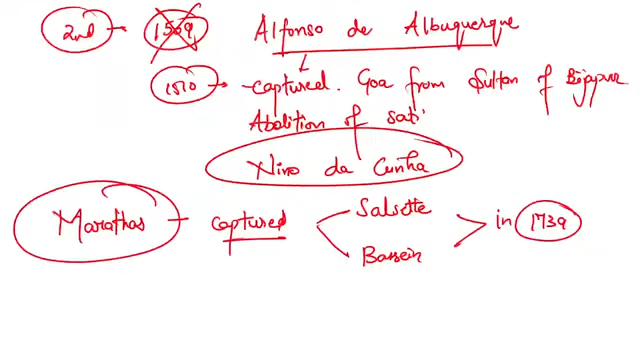 2nd - 1509 Alfonso de Albuquerque
1510 → - captured. Goa from Sultan of Bijapur
Abolition of sati
Nino da Cunha
Marathas - captured < Salsette > in 1739
Bassein